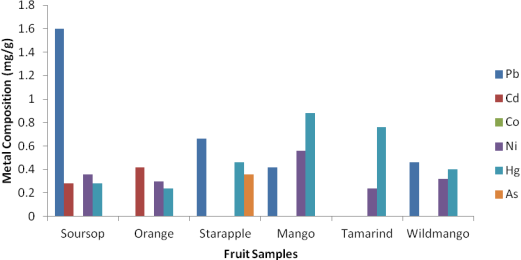 1.8
1.6
1.4
1.2
1
0.8
0.6
0.4
0.2
0
Metal Composition (mg/g)
Soursop Orange Starapple Mango Tamarind Wildmango
Fruit Samples
Pb
Cd
Co
Ni
Hg
As